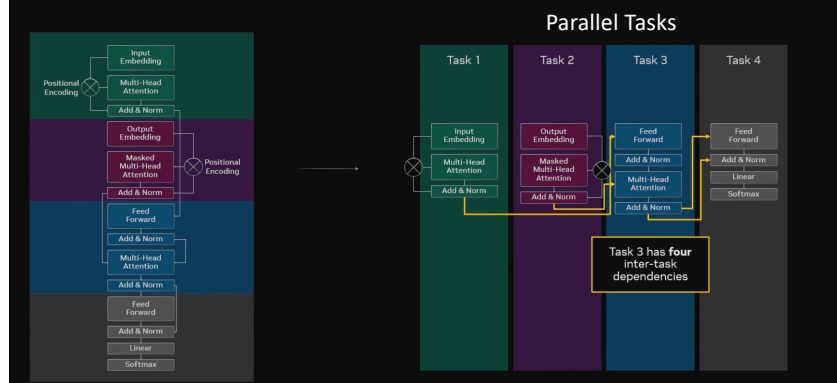 Parallel Tasks
Input
Embedding
Positional
Encoding
Multi-Head
Attention
Add & Norm
Output
Embedding
Masked
Multi-Head
Attention
Positional
Encoding
Add & Norm
Feed
Forward
Add & Norm
Multi-Head
Attention
Add & Norm
Feed
Forward
Add & Norm
Linear
Softmax
Task 1
Input
Embedding
Multi-Head
Attention
Add & Norm
Task 2
Output
Embedding
Masked
Multi-Head
Attention
Add & Norm
Task 3
Feed
Forward
Add & Norm
Multi-Head
Attention
Add & Norm
Task 3 has four
inter-task
dependencies
Task 4
Feed
Forward
Add & Norm
Linear
Softmax